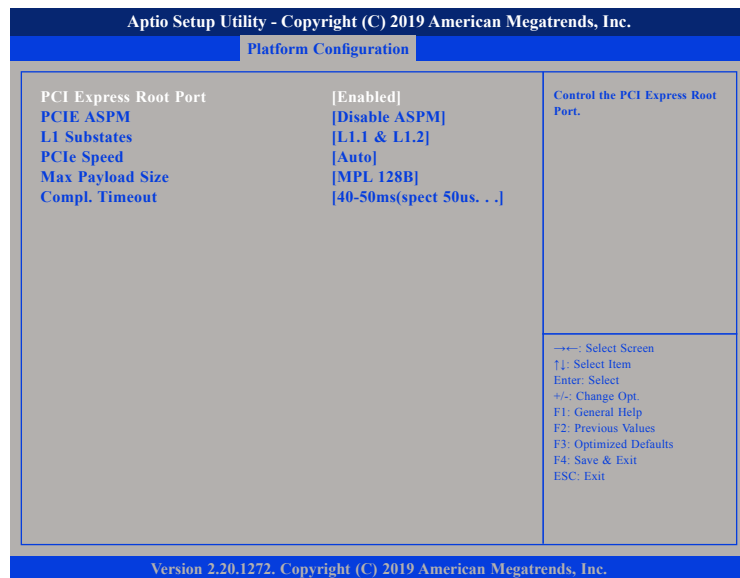 Aptio Setup Utility - Copyright (C) 2019 American Megatrends, Inc.
Platform Configuration
PCI Express Root Port [Enabled]
PCIE ASPM [Disable ASPM]
L1 Substates [L1.1 & L1.2]
PCIe Speed [Auto]
Max Payload Size [MPL 128B]
Compl. Timeout [40-50ms(spect 50us. . .]
Control the PCI Express Root
Port.
→←: Select Screen
↑↓: Select Item
Enter: Select
+/-: Change Opt.
F1: General Help
F2: Previous Values
F3: Optimized Defaults
F4: Save & Exit
ESC: Exit
Version 2.20.1272. Copyright (C) 2019 American Megatrends, Inc.